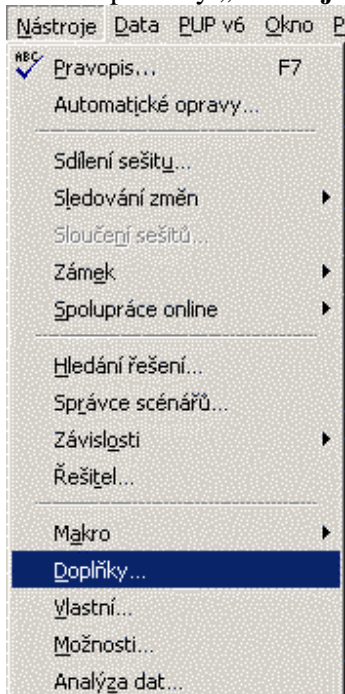 Nástroje Data PUP v6 Okno
ABC Pravopis... F7
Automatické opravy...
Sdílení sešitu...
Sledování změn
Sloučení sešitů...
Zámek
Spolupráce online
Hledání řešení...
Správce scénářů...
Závislosti
Řešitel...
Makro
Doplňky...
Vlastní...
Možnosti...
Analýza dat...